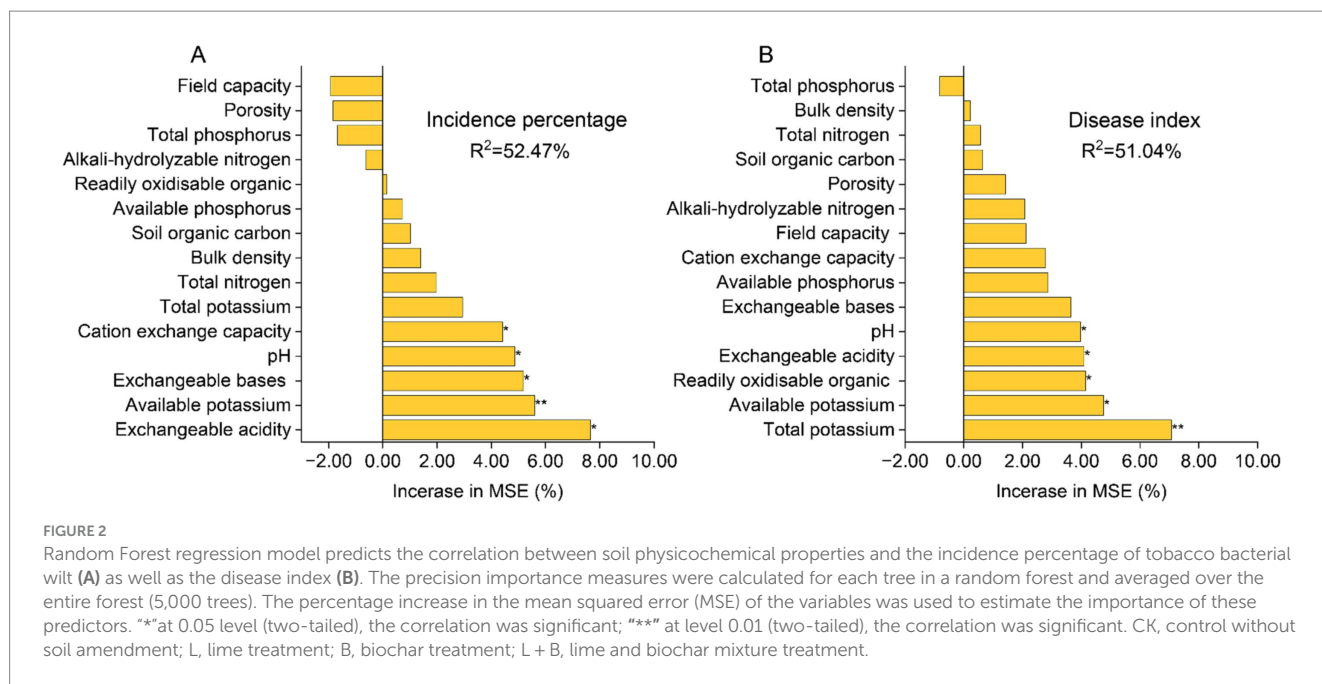 A
Field capacity
Porosity
Total phosphorus
Alkali-hydrolyzable nitrogen
Readily oxidisable organic
Available phosphorus
Soil organic carbon
Bulk density
Total nitrogen
Total potassium
Cation exchange capacity
pH
Exchangeable bases
Available potassium
Exchangeable acidity
Incidence percentage
R²=52.47%
*
*
*
**
*
−2.00 0.00 2.00 4.00 6.00 8.00 10.00
Incerase in MSE (%)
B
Total phosphorus
Bulk density
Total nitrogen
Soil organic carbon
Porosity
Alkali-hydrolyzable nitrogen
Field capacity
Cation exchange capacity
Available phosphorus
Exchangeable bases
pH
Exchangeable acidity
Readily oxidisable organic
Available potassium
Total potassium
Disease index
R²=51.04%
*
*
*
*
**
−2.00 0.00 2.00 4.00 6.00 8.00 10.00
Incerase in MSE (%)
FIGURE 2
Random Forest regression model predicts the correlation between soil physicochemical properties and the incidence percentage of tobacco bacterial
wilt (A) as well as the disease index (B). The precision importance measures were calculated for each tree in a random forest and averaged over the
entire forest (5,000 trees). The percentage increase in the mean squared error (MSE) of the variables was used to estimate the importance of these
predictors. “*”at 0.05 level (two-tailed), the correlation was significant; “**” at level 0.01 (two-tailed), the correlation was significant. CK, control without
soil amendment; L, lime treatment; B, biochar treatment; L + B, lime and biochar mixture treatment.